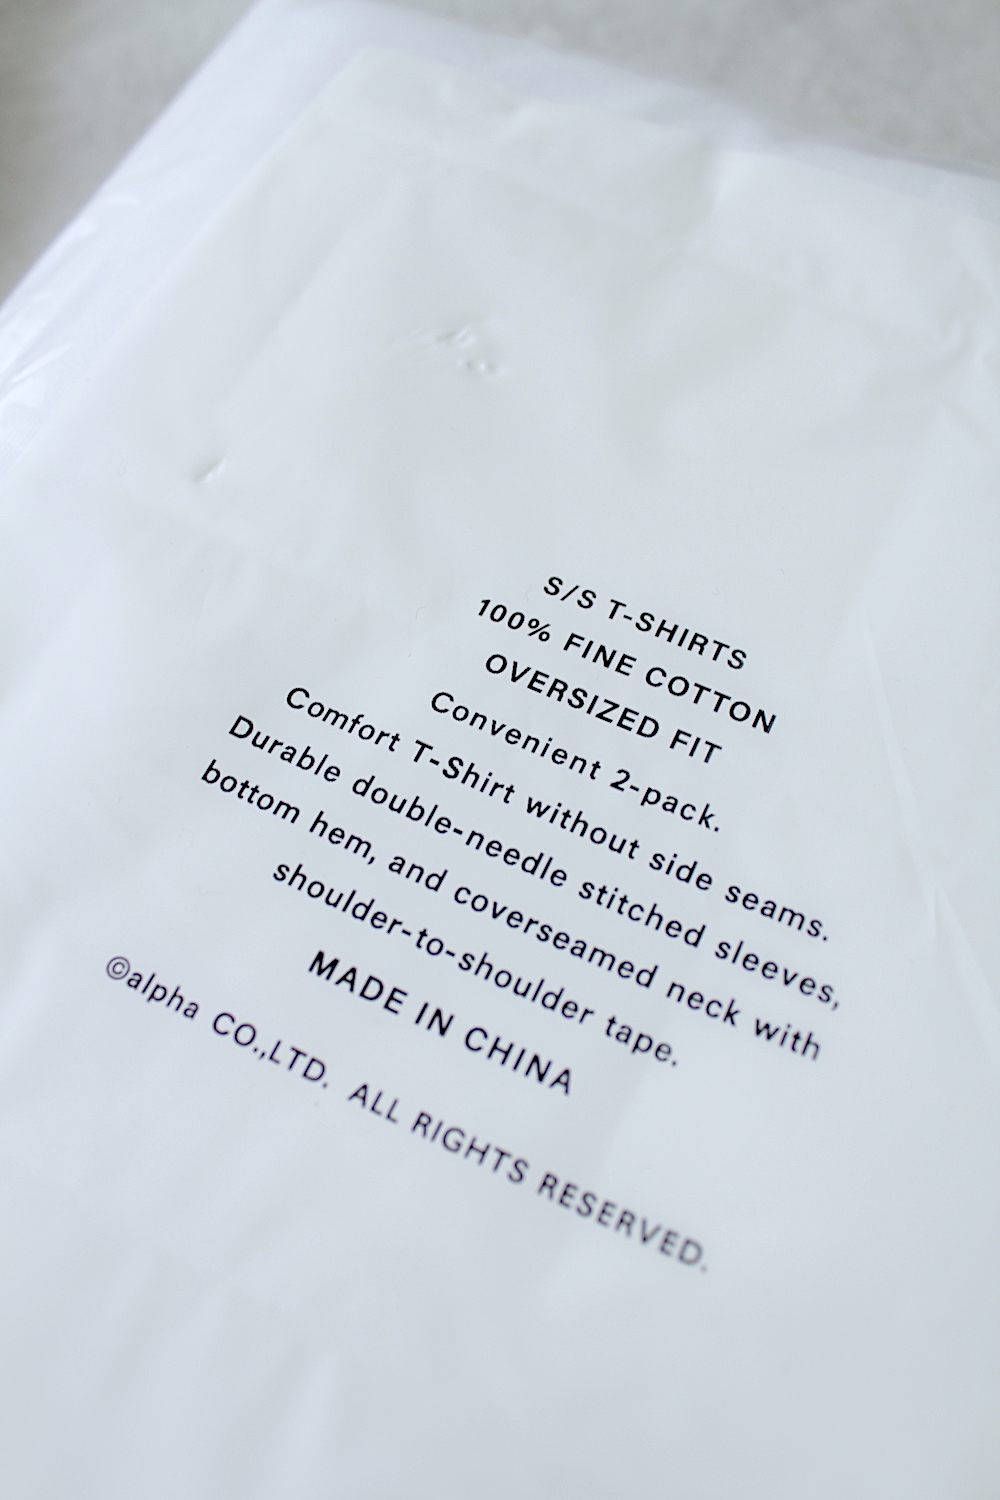 S/S T-SHIRTS
100% FINE COTTON
OVERSIZED FIT
Convenient 2-pack.
Comfort T-Shirt without side seams.
Durable double-needle stitched sleeves,
bottom hem, and coverseamed neck with
shoulder-to-shoulder tape.
MADE IN CHINA
©alpha CO.,LTD. ALL RIGHTS RESERVED.